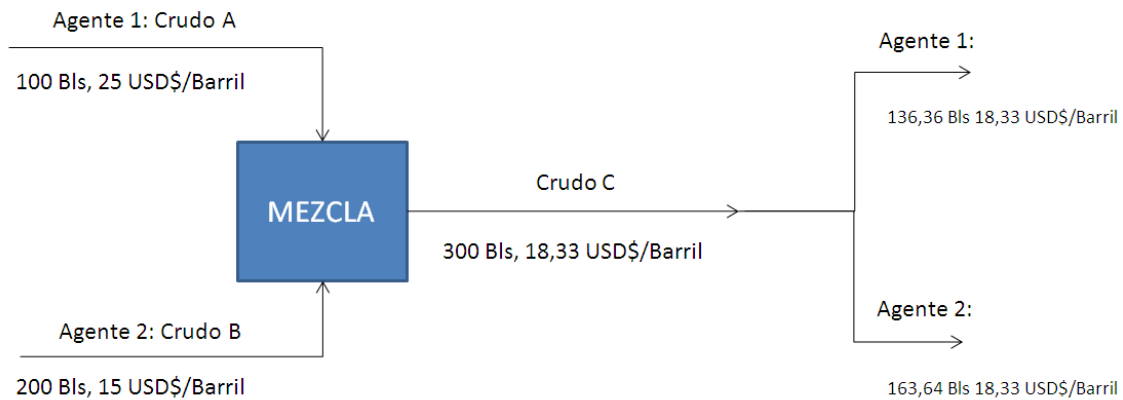 Agente 1: Crudo A
100 Bls, 25 USD$/Barril
Agente 1:
136,36 Bls 18,33 USD$/Barril
MEZCLA
Crudo C
300 Bls, 18,33 USD$/Barril
Agente 2: Crudo B
200 Bls, 15 USD$/Barril
Agente 2:
163,64 Bls 18,33 USD$/Barril